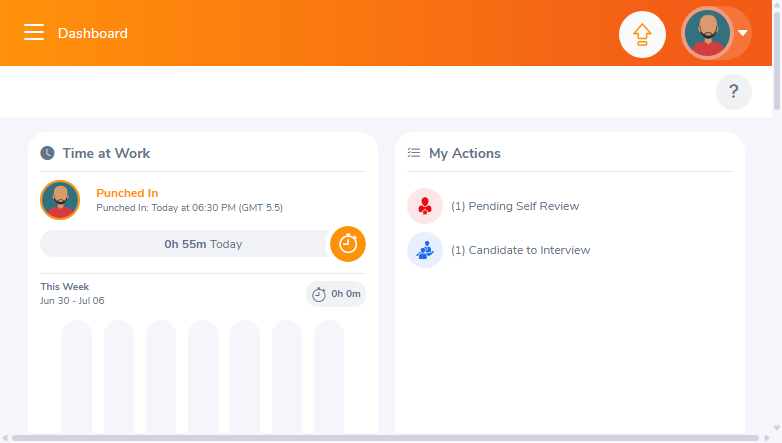 Dashboard
?
Time at Work
Punched In
Punched In: Today at 06:30 PM (GMT 5.5)
0h 55m Today
This Week
Jun 30 - Jul 06
0h 0m
My Actions
(1) Pending Self Review
(1) Candidate to Interview